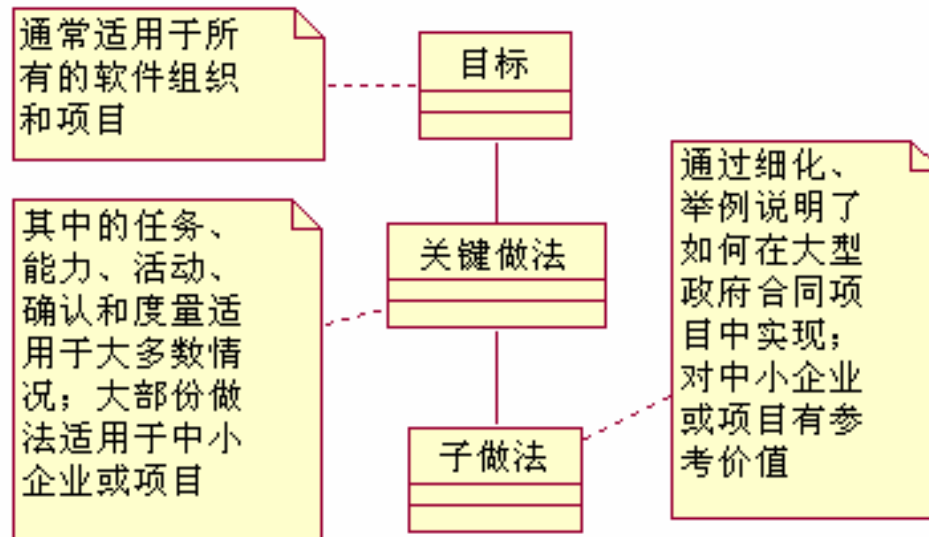 通常适用于所
有的软件组织
和项目
目标
其中的任务、
能力、活动、
确认和度量适
用于大多数情
况；大部份做
法适用于中小
企业或项目
关键做法
子做法
通过细化、
举例说明了
如何在大型
政府合同项
目中实现；
对中小企业
或项目有参
考价值